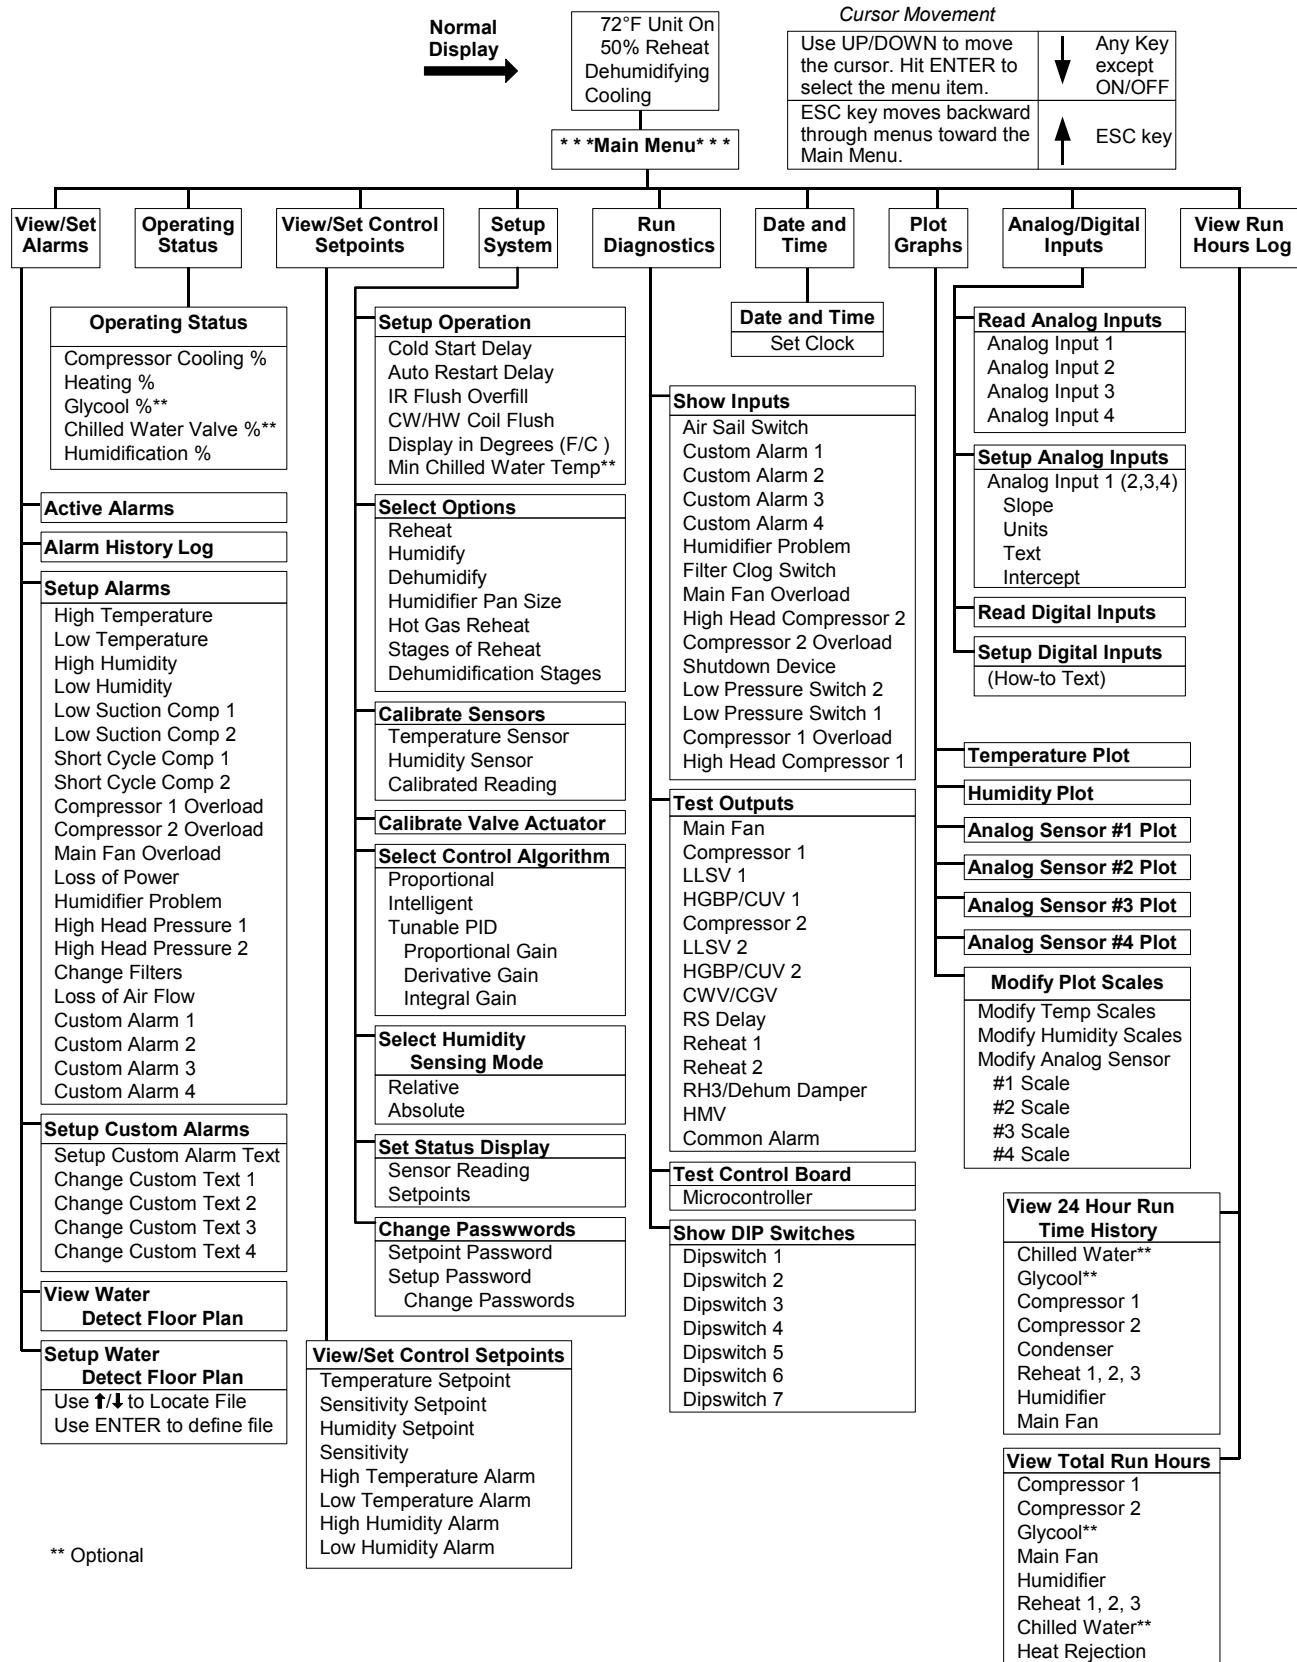 Normal
Display
72°F Unit On
50% Reheat
Dehumidifying
Cooling
Cursor Movement
Use UP/DOWN to move
the cursor. Hit ENTER to
select the menu item.
Any Key
except
ON/OFF
ESC key moves backward
through menus toward the
Main Menu.
ESC key
* * *Main Menu* * *
View/Set
Alarms
Operating
Status
View/Set Control
Setpoints
Setup
System
Run
Diagnostics
Date and
Time
Plot
Graphs
Analog/Digital
Inputs
View Run
Hours Log
Operating Status
Compressor Cooling %
Heating %
Glycool %**
Chilled Water Valve %**
Humidification %
Active Alarms
Alarm History Log
Setup Alarms
High Temperature
Low Temperature
High Humidity
Low Humidity
Low Suction Comp 1
Low Suction Comp 2
Short Cycle Comp 1
Short Cycle Comp 2
Compressor 1 Overload
Compressor 2 Overload
Main Fan Overload
Loss of Power
Humidifier Problem
High Head Pressure 1
High Head Pressure 2
Change Filters
Loss of Air Flow
Custom Alarm 1
Custom Alarm 2
Custom Alarm 3
Custom Alarm 4
Setup Custom Alarms
Setup Custom Alarm Text
Change Custom Text 1
Change Custom Text 2
Change Custom Text 3
Change Custom Text 4
View Water
Detect Floor Plan
Setup Water
Detect Floor Plan
Use ⬆/⬇ to Locate File
Use ENTER to define file
** Optional
Setup Operation
Cold Start Delay
Auto Restart Delay
IR Flush Overfill
CW/HW Coil Flush
Display in Degrees (F/C )
Min Chilled Water Temp**
Select Options
Reheat
Humidify
Dehumidify
Humidifier Pan Size
Hot Gas Reheat
Stages of Reheat
Dehumidification Stages
Calibrate Sensors
Temperature Sensor
Humidity Sensor
Calibrated Reading
Calibrate Valve Actuator
Select Control Algorithm
Proportional
Intelligent
Tunable PID
Proportional Gain
Derivative Gain
Integral Gain
Select Humidity
Sensing Mode
Relative
Absolute
Set Status Display
Sensor Reading
Setpoints
Change Passwwords
Setpoint Password
Setup Password
Change Passwords
View/Set Control Setpoints
Temperature Setpoint
Sensitivity Setpoint
Humidity Setpoint
Sensitivity
High Temperature Alarm
Low Temperature Alarm
High Humidity Alarm
Low Humidity Alarm
Show Inputs
Air Sail Switch
Custom Alarm 1
Custom Alarm 2
Custom Alarm 3
Custom Alarm 4
Humidifier Problem
Filter Clog Switch
Main Fan Overload
High Head Compressor 2
Compressor 2 Overload
Shutdown Device
Low Pressure Switch 2
Low Pressure Switch 1
Compressor 1 Overload
High Head Compressor 1
Test Outputs
Main Fan
Compressor 1
LLSV 1
HGBP/CUV 1
Compressor 2
LLSV 2
HGBP/CUV 2
CWV/CGV
RS Delay
Reheat 1
Reheat 2
RH3/Dehum Damper
HMV
Common Alarm
Test Control Board
Microcontroller
Show DIP Switches
Dipswitch 1
Dipswitch 2
Dipswitch 3
Dipswitch 4
Dipswitch 5
Dipswitch 6
Dipswitch 7
Date and Time
Set Clock
Read Analog Inputs
Analog Input 1
Analog Input 2
Analog Input 3
Analog Input 4
Setup Analog Inputs
Analog Input 1 (2,3,4)
Slope
Units
Text
Intercept
Read Digital Inputs
Setup Digital Inputs
(How-to Text)
Temperature Plot
Humidity Plot
Analog Sensor #1 Plot
Analog Sensor #2 Plot
Analog Sensor #3 Plot
Analog Sensor #4 Plot
Modify Plot Scales
Modify Temp Scales
Modify Humidity Scales
Modify Analog Sensor
#1 Scale
#2 Scale
#3 Scale
#4 Scale
View 24 Hour Run
Time History
Chilled Water**
Glycool**
Compressor 1
Compressor 2
Condenser
Reheat 1, 2, 3
Humidifier
Main Fan
View Total Run Hours
Compressor 1
Compressor 2
Glycool**
Main Fan
Humidifier
Reheat 1, 2, 3
Chilled Water**
Heat Rejection